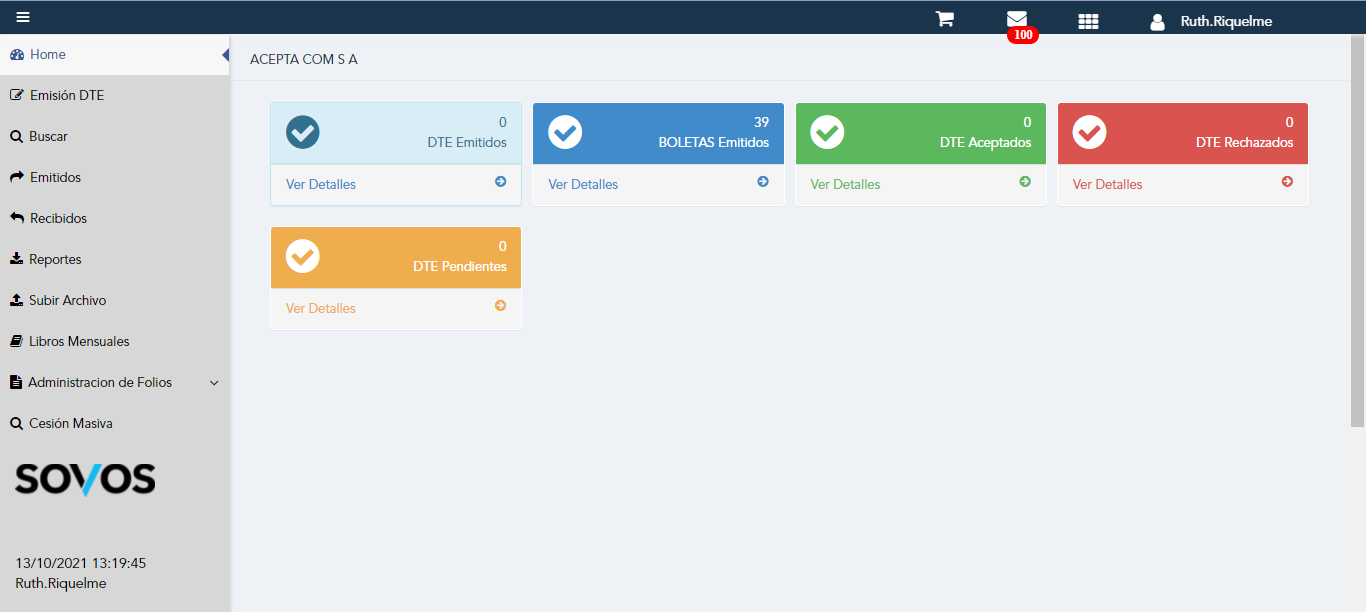 100
Ruth.Riquelme
Home
Emisión DTE
Buscar
Emitidos
Recibidos
Reportes
Subir Archivo
Libros Mensuales
Administracion de Folios
Cesión Masiva
SOVOS
13/10/2021 13:19:45
Ruth.Riquelme
ACEPTA COM S A
0
DTE Emitidos
Ver Detalles
39
BOLETAS Emitidos
Ver Detalles
0
DTE Aceptados
Ver Detalles
0
DTE Rechazados
Ver Detalles
0
DTE Pendientes
Ver Detalles